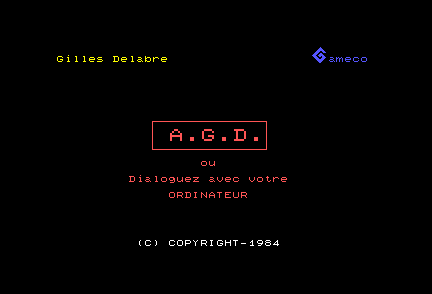 Gilles Delabre
Gameco
A.G.D.
ou
Dialoguez avec votre
ORDINATEUR
(C) COPYRIGHT-1984